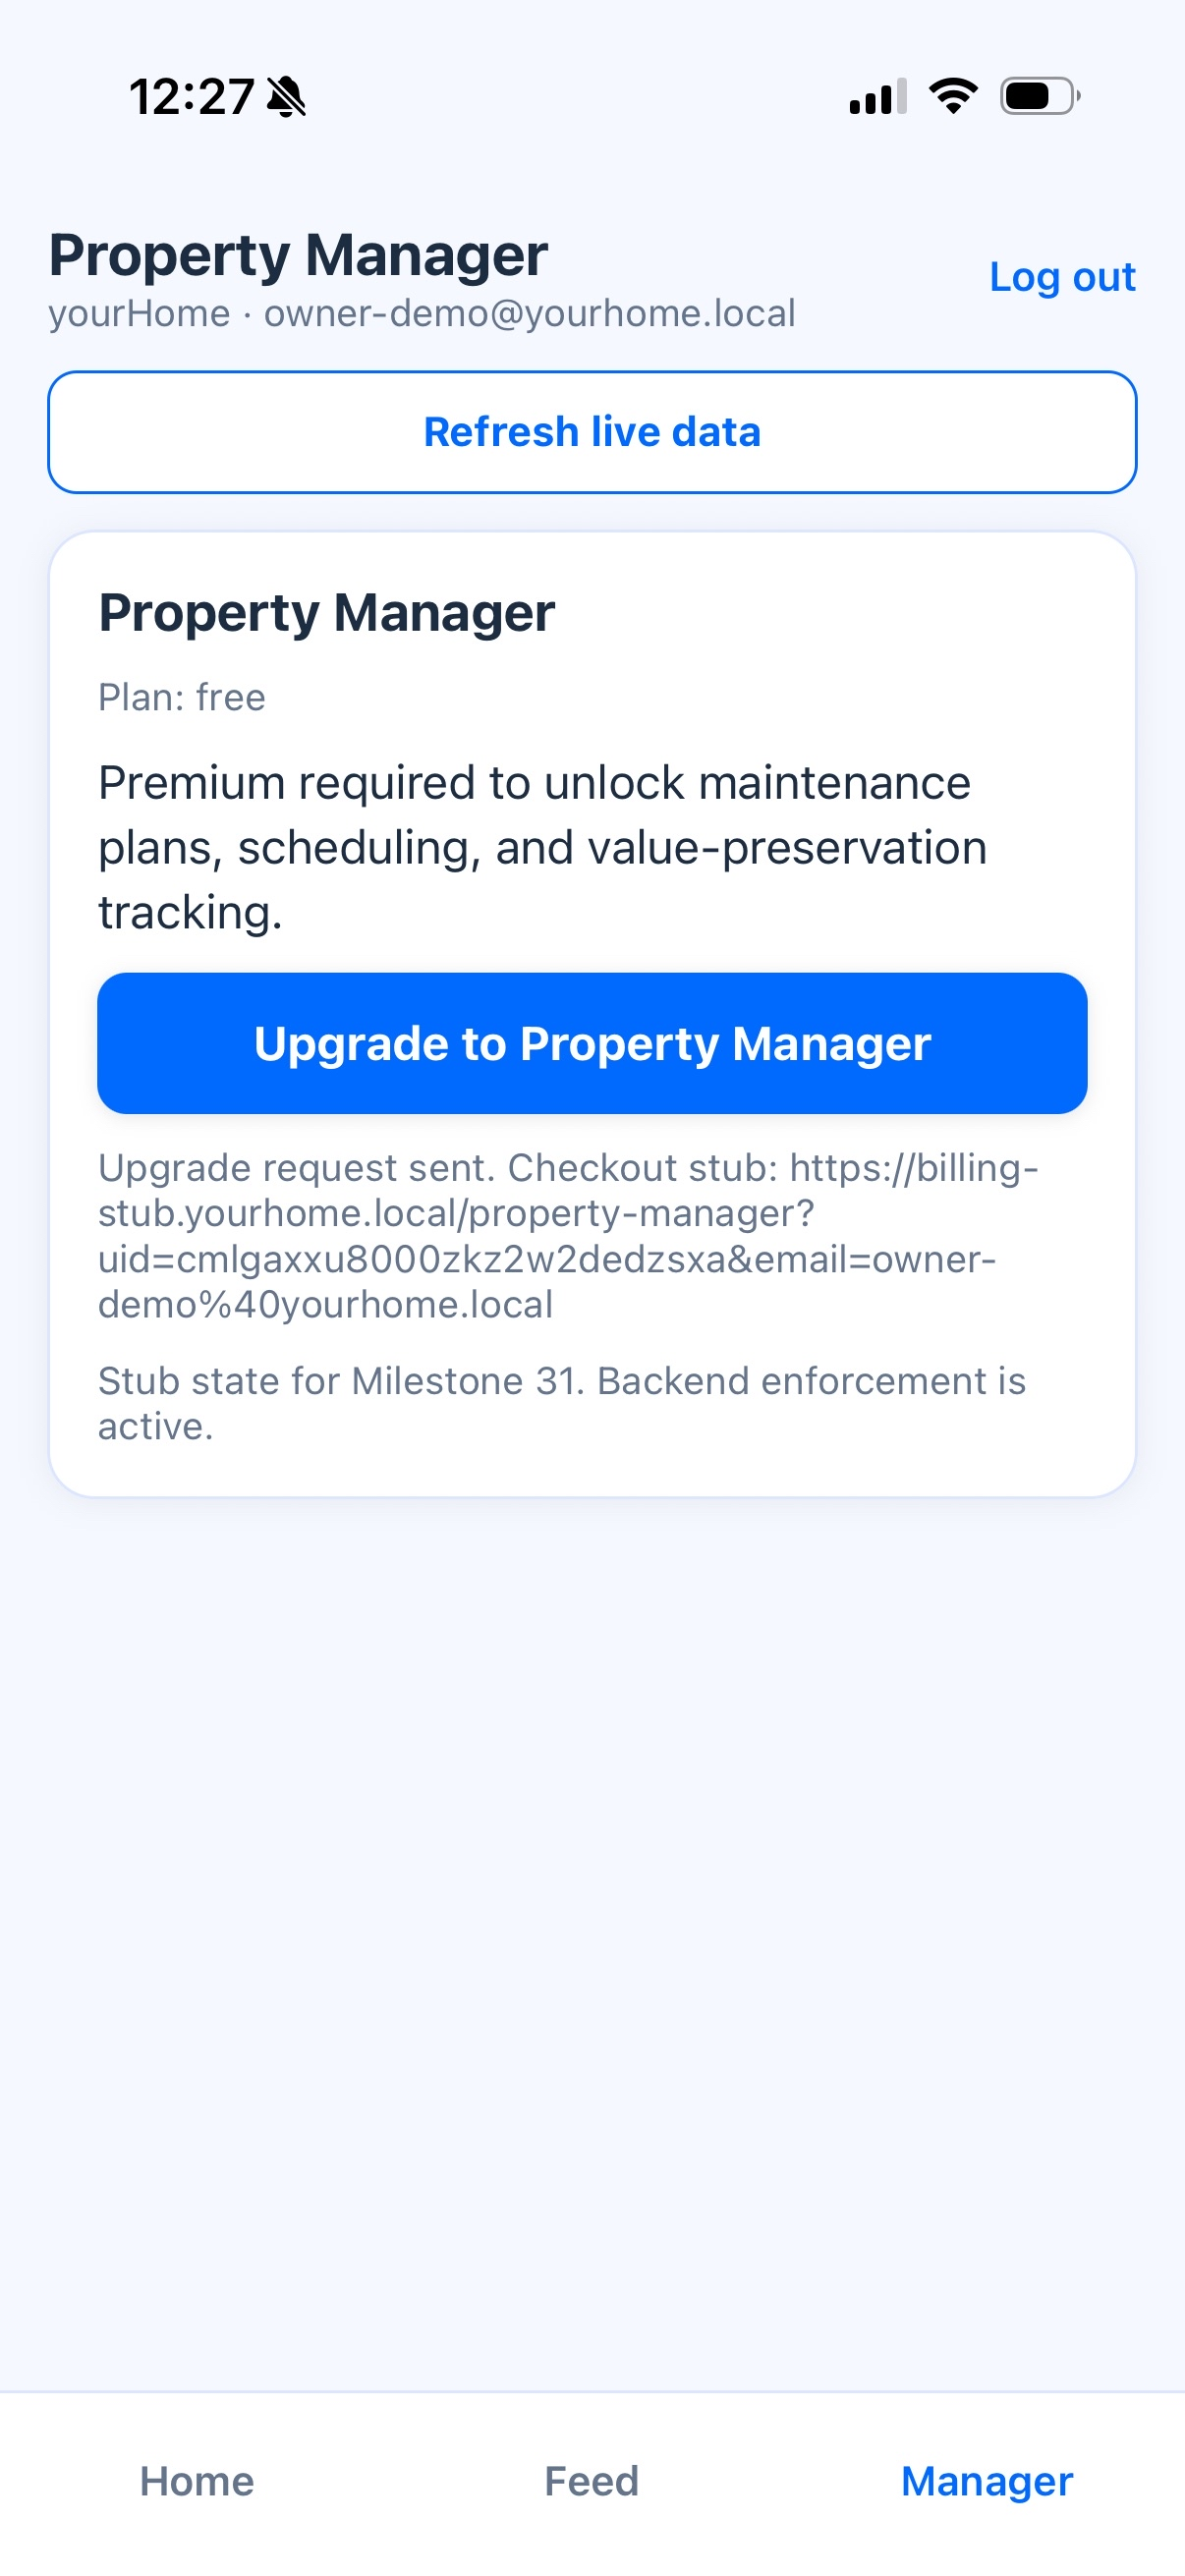 12:27
Property Manager
Log out
yourHome · owner-demo@yourhome.local
Refresh live data
Property Manager
Plan: free
Premium required to unlock maintenance
plans, scheduling, and value-preservation
tracking.
Upgrade to Property Manager
Upgrade request sent. Checkout stub: https://billing-
stub.yourhome.local/property-manager?
uid=cmlgaxxu8000zkz2w2dedzsxa&email=owner-
demo%40yourhome.local
Stub state for Milestone 31. Backend enforcement is
active.
Home
Feed
Manager